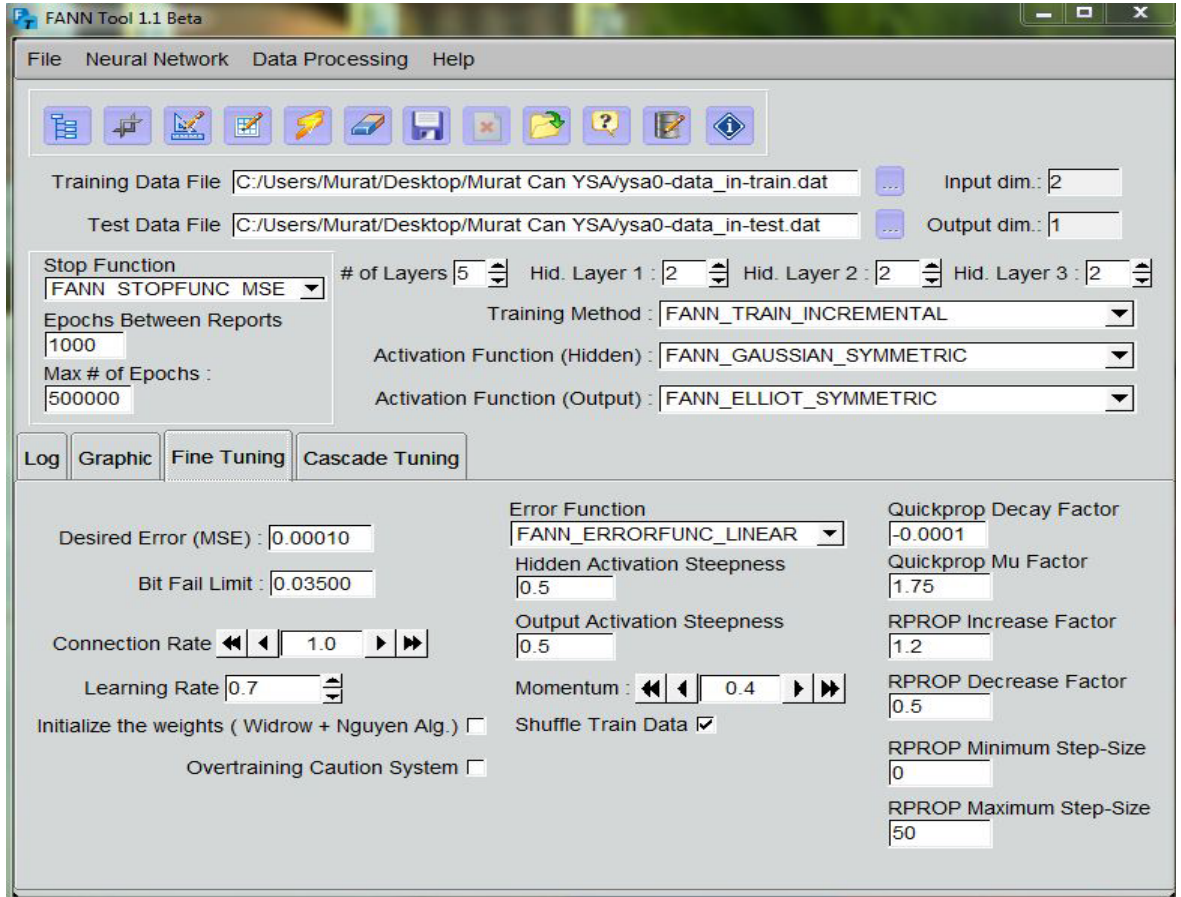 FANN Tool 1.1 Beta
File Neural Network Data Processing Help
Training Data File C:/Users/Murat/Desktop/Murat Can YSA/ysa0-data_in-train.dat ... Input dim.: 2
Test Data File C:/Users/Murat/Desktop/Murat Can YSA/ysa0-data_in-test.dat ... Output dim.: 1
Stop Function
FANN_STOPFUNC_MSE
Epochs Between Reports
1000
Max # of Epochs :
500000
# of Layers 5 Hid. Layer 1 : 2 Hid. Layer 2 : 2 Hid. Layer 3 : 2
Training Method : FANN_TRAIN_INCREMENTAL
Activation Function (Hidden) : FANN_GAUSSIAN_SYMMETRIC
Activation Function (Output) : FANN_ELLIOT_SYMMETRIC
Log Graphic Fine Tuning Cascade Tuning
Desired Error (MSE) : 0.00010
Bit Fail Limit : 0.03500
Connection Rate 1.0
Learning Rate 0.7
Initialize the weights ( Widrow + Nguyen Alg.)
Overtraining Caution System
Error Function
FANN_ERRORFUNC_LINEAR
Hidden Activation Steepness
0.5
Output Activation Steepness
0.5
Momentum : 0.4
Shuffle Train Data
Quickprop Decay Factor
-0.0001
Quickprop Mu Factor
1.75
RPROP Increase Factor
1.2
RPROP Decrease Factor
0.5
RPROP Minimum Step-Size
0
RPROP Maximum Step-Size
50